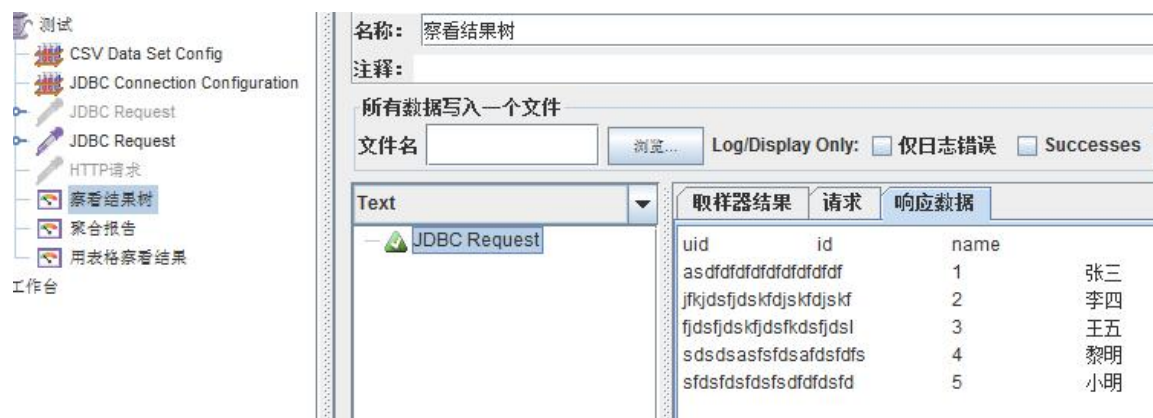 测试
CSV Data Set Config
JDBC Connection Configuration
JDBC Request
JDBC Request
HTTP请求
察看结果树
聚合报告
用表格察看结果
工作台
名称: 察看结果树
注释:
所有数据写入一个文件
文件名 浏览... Log/Display Only: 仅日志错误 Successes
Text
JDBC Request
取样器结果 请求 响应数据
uid id name
asdfdfdfdfdfdfdfdf 1 张三
jfkjdsfjdskfdjskfdjskf 2 李四
fjdsfjdskfjdsfkdsfjdsl 3 王五
sdsdsasfsfdsafdsfdfs 4 黎明
sfdsfdsfdsfsdfdfdsfd 5 小明